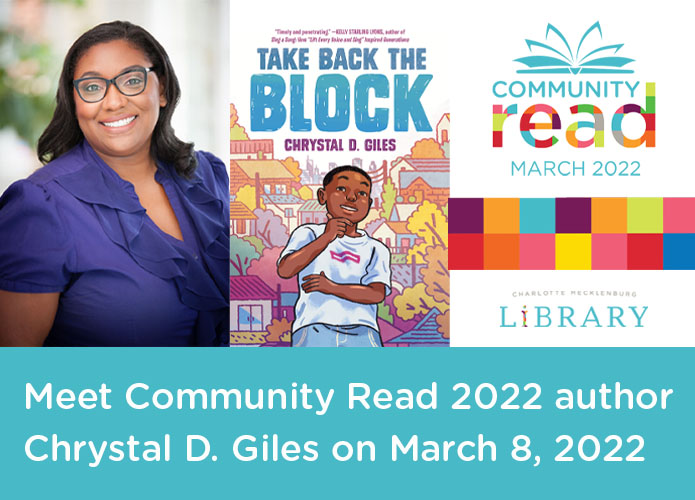 "Timely and penetrating." —KELLY STARLING LYONS, author of
Sing a Song: How "Lift Every Voice and Sing" Inspired Generations
TAKE BACK THE
BLOCK
CHRYSTAL D. GILES
COMMUNITY
read
MARCH 2022
CHARLOTTE MECKLENBURG
LiBRARY
Meet Community Read 2022 author
Chrystal D. Giles on March 8, 2022